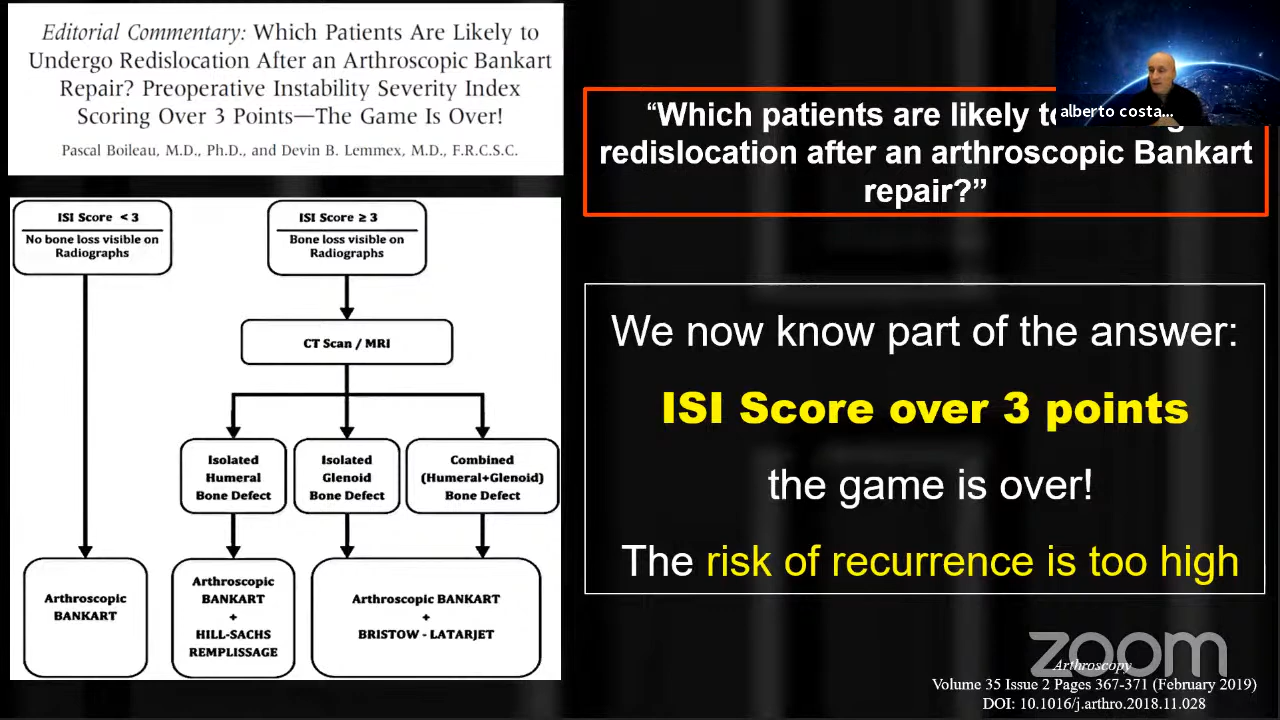 Editorial Commentary: Which Patients Are Likely to
Undergo Redislocation After an Arthroscopic Bankart
Repair? Preoperative Instability Severity Index
Scoring Over 3 Points—The Game Is Over!
Pascal Boileau, M.D., Ph.D., and Devin B. Lemmex, M.D., F.R.C.S.C.
ISI Score < 3
No bone loss visible on
Radiographs
ISI Score ≥ 3
Bone loss visible on
Radiographs
CT Scan / MRI
Isolated
Humeral
Bone Defect
Isolated
Glenoid
Bone Defect
Combined
(Humeral+Glenoid)
Bone Defect
Arthroscopic
BANKART
Arthroscopic
BANKART
+
HILL-SACHS
REMPLISSAGE
Arthroscopic BANKART
+
BRISTOW - LATARJET
alberto costa...
“Which patients are likely
redislocation after an arthroscopic Bankart
repair?”
We now know part of the answer:
ISI Score over 3 points
the game is over!
The risk of recurrence is too high
zoom
Arthroscopy
Volume 35 Issue 2 Pages 367-371 (February 2019)
DOI: 10.1016/j.arthro.2018.11.028